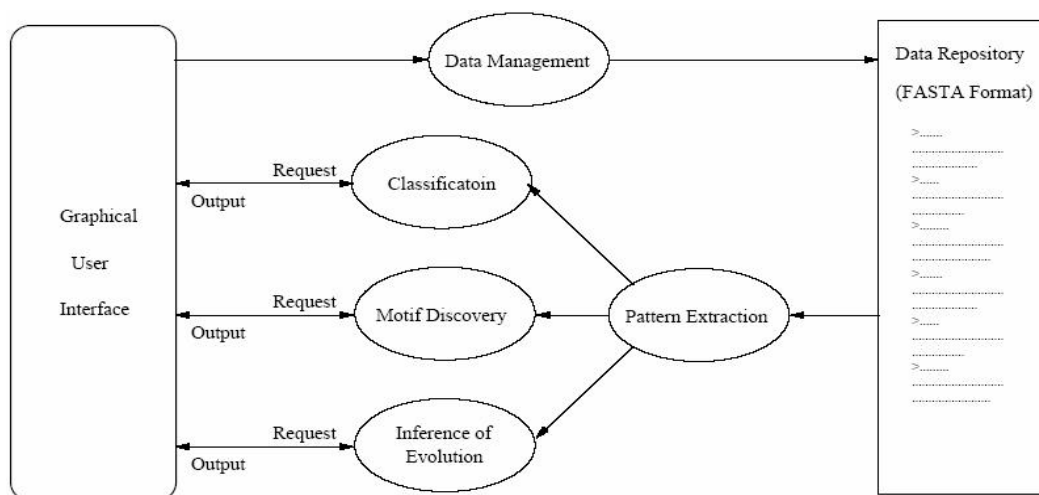 Data Management
Data Repository
(FASTA Format)
>......
.......................
................
>.....
.......................
.............
>........
.......................
....................
>.....
.......................
................
>.....
.......................
.............
>........
.......................
....................
Request
Classificatoin
Output
Graphical
User
Interface
Request
Motif Discovery
Output
Pattern Extraction
Request
Inference of
Evolution
Output